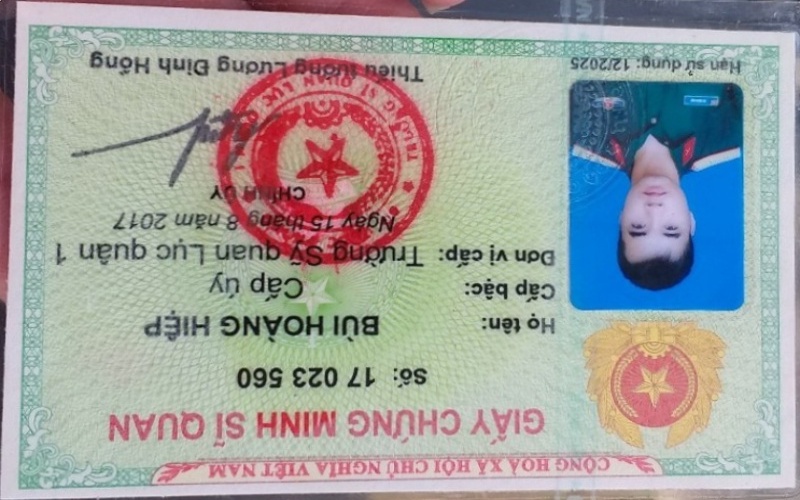 CỘNG HOÀ XÃ HỘI CHỦ NGHĨA VIỆT NAM
GIẤY CHỨNG MINH SĨ QUAN
Số: 17 023 560
Họ tên: BÙI HOÀNG HIỆP
Cấp bậc: Cấp úy
Đơn vị cấp: Trường Sỹ quan Lục quân 1
Ngày 15 tháng 8 năm 2017
CHÍNH ỦY
Thiếu tướng Lương Đình Hồng
Hạn sử dụng: 12/2025